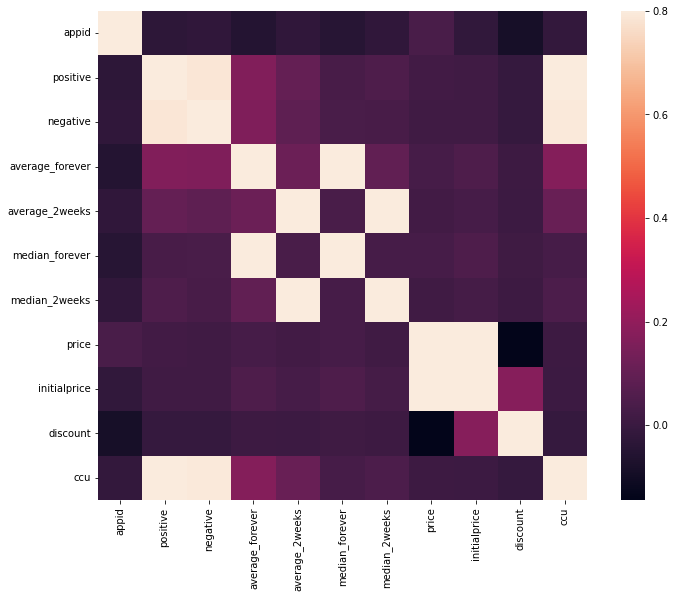 appid
positive
negative
average_forever
average_2weeks
median_forever
median_2weeks
price
initialprice
discount
ccu
appid
positive
negative
average_forever
average_2weeks
median_forever
median_2weeks
price
initialprice
discount
ccu
0.8
0.6
0.4
0.2
0.0